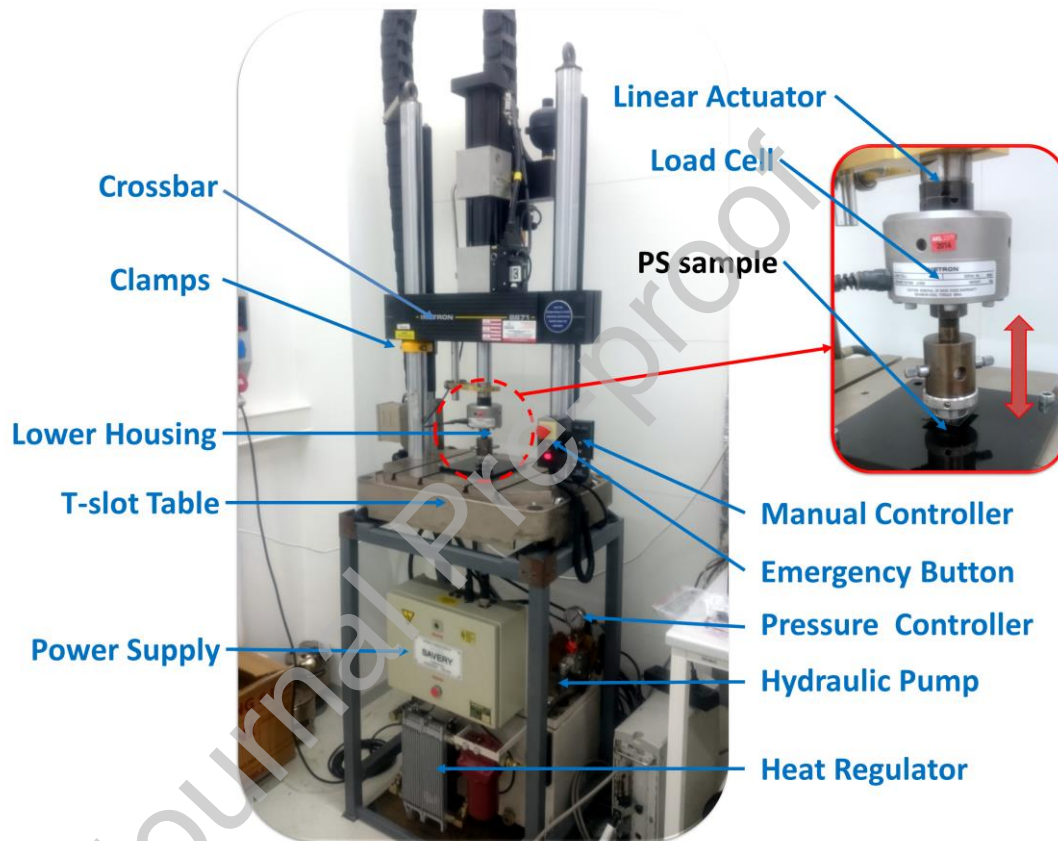 Linear Actuator
Load Cell
PS sample
Crossbar
Clamps
INSTRON 8871
Lower Housing
T-slot Table
Manual Controller
Emergency Button
Pressure Controller
Hydraulic Pump
Power Supply
SAVERY
Heat Regulator
2014
Journal Pre-proof